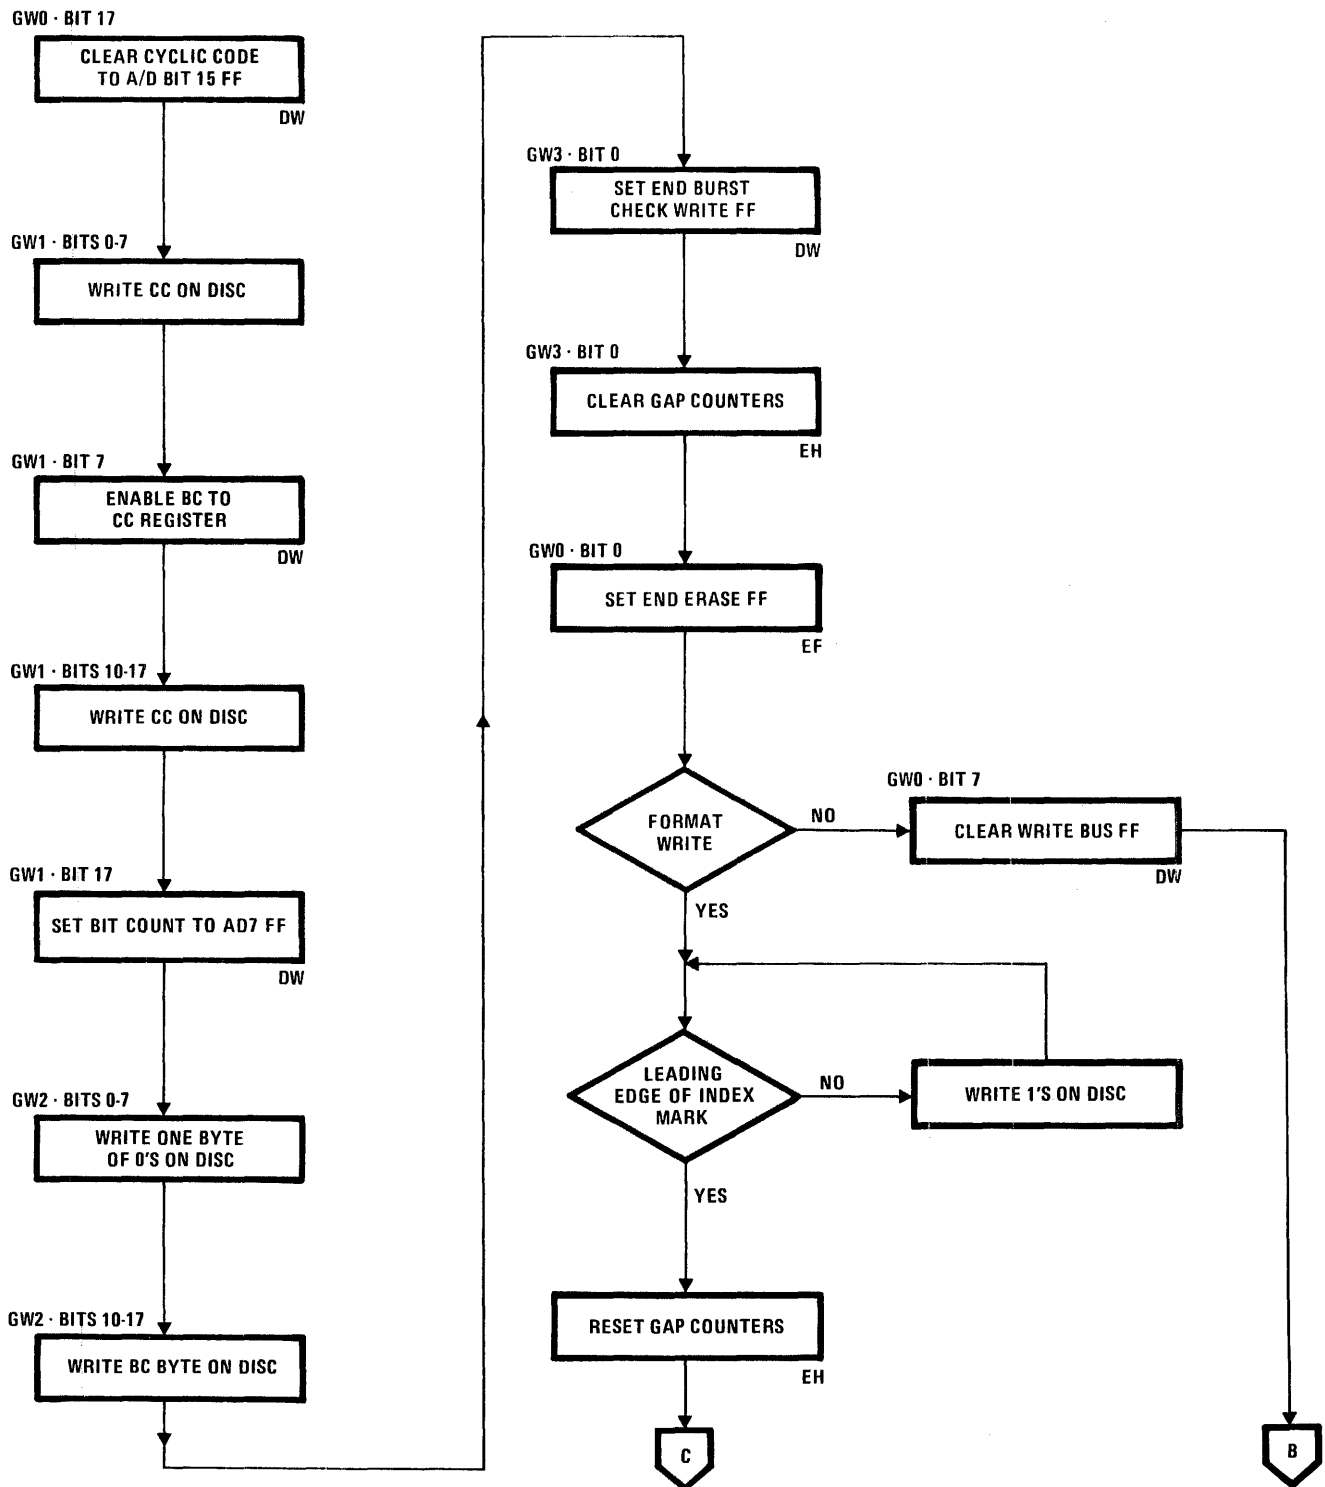 GW0 · BIT 17
CLEAR CYCLIC CODE
TO A/D BIT 15 FF
DW
GW1 · BITS 0-7
WRITE CC ON DISC
GW1 · BIT 7
ENABLE BC TO
CC REGISTER
DW
GW1 · BITS 10-17
WRITE CC ON DISC
GW1 · BIT 17
SET BIT COUNT TO AD7 FF
DW
GW2 · BITS 0-7
WRITE ONE BYTE
OF 0'S ON DISC
GW2 · BITS 10-17
WRITE BC BYTE ON DISC
GW3 · BIT 0
SET END BURST
CHECK WRITE FF
DW
GW3 · BIT 0
CLEAR GAP COUNTERS
EH
GW0 · BIT 0
SET END ERASE FF
EF
FORMAT
WRITE
NO
GW0 · BIT 7
CLEAR WRITE BUS FF
DW
YES
LEADING
EDGE OF INDEX
MARK
NO
WRITE 1'S ON DISC
YES
RESET GAP COUNTERS
EH
C
B